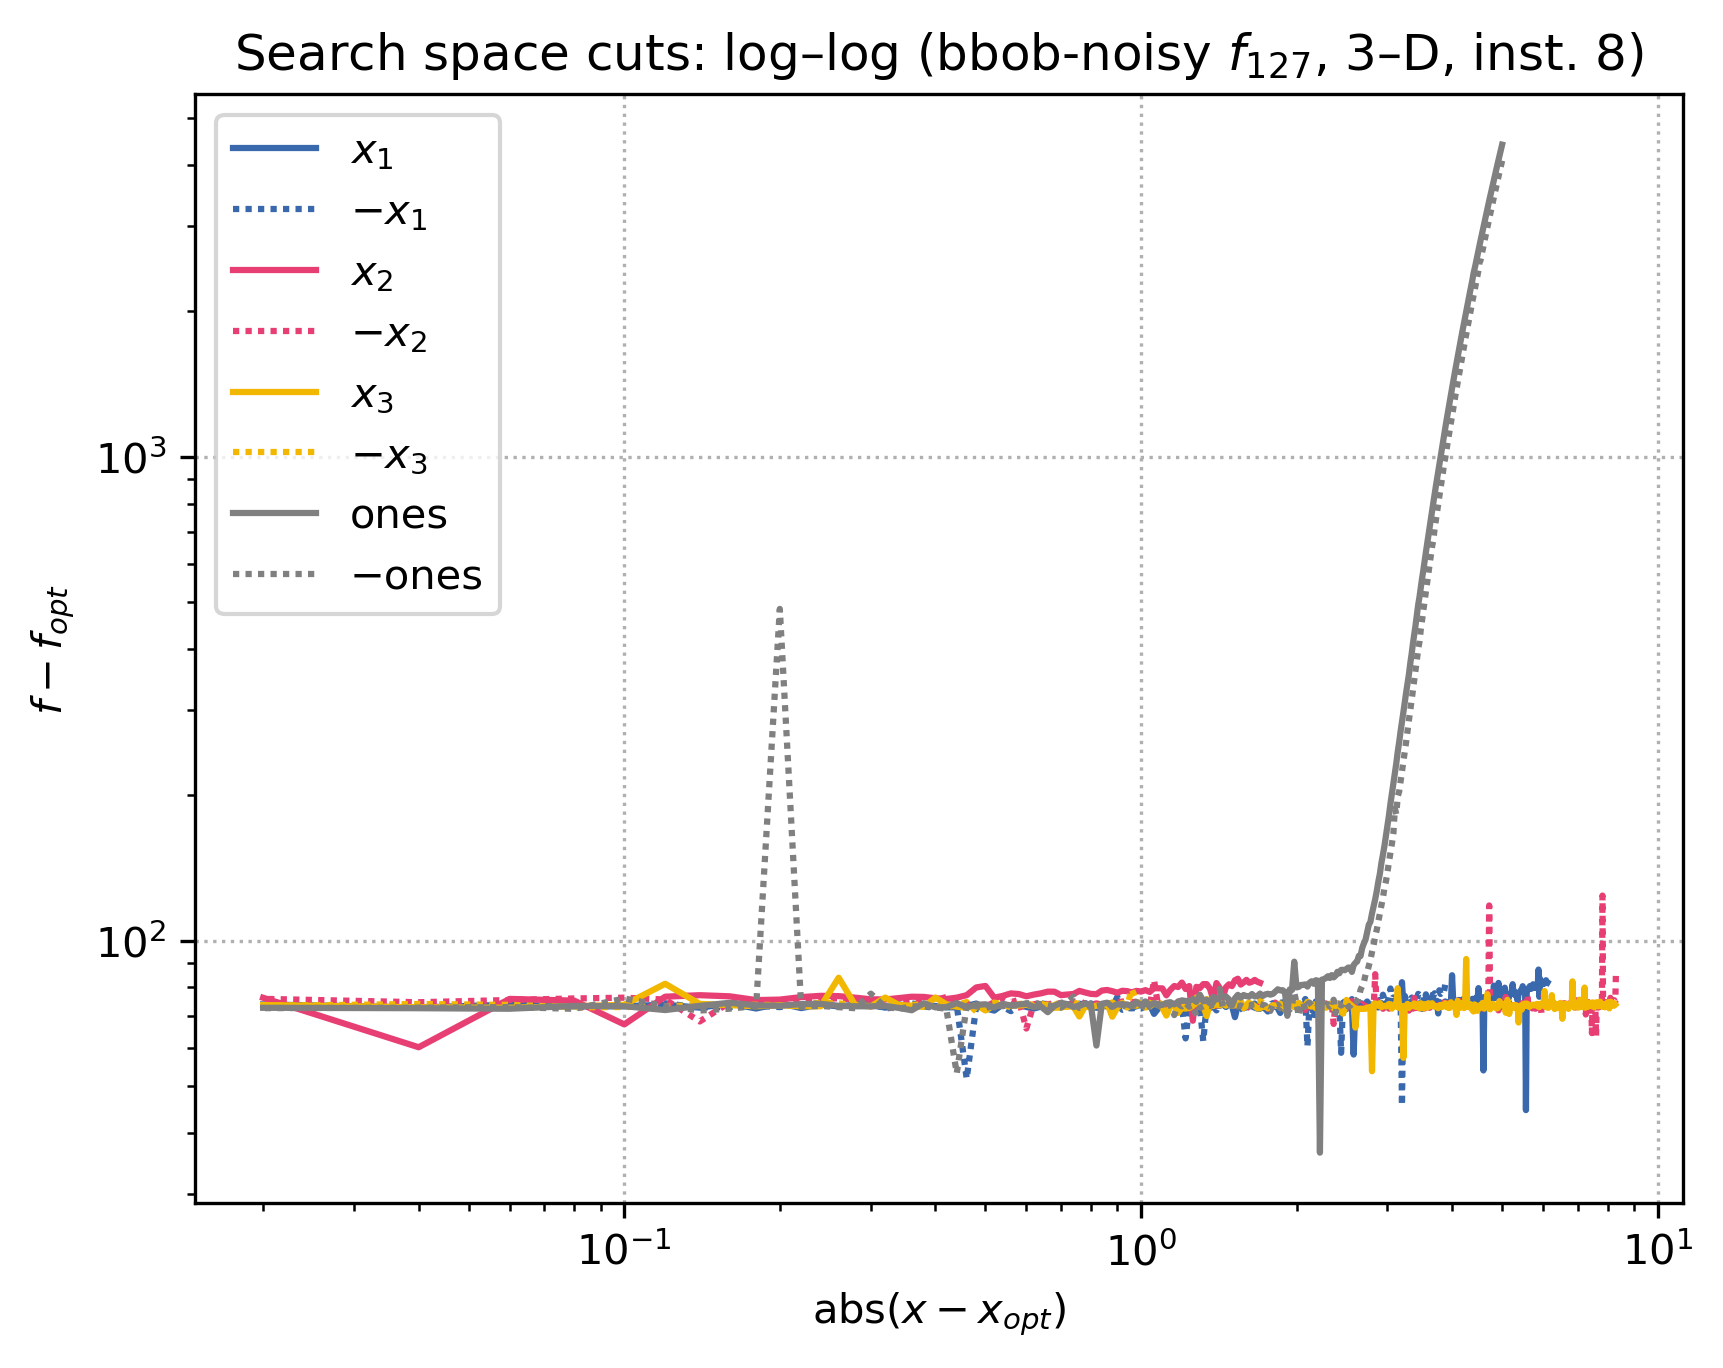 Search space cuts: log–log (bbob-noisy $f_{127}$, 3–D, inst. 8)
$x_1$
$-x_1$
$x_2$
$-x_2$
$x_3$
$-x_3$
ones
−ones
$10^3$
$10^2$
$f - f_{opt}$
$10^{-1}$ $10^0$ $10^1$
abs($x - x_{opt}$)